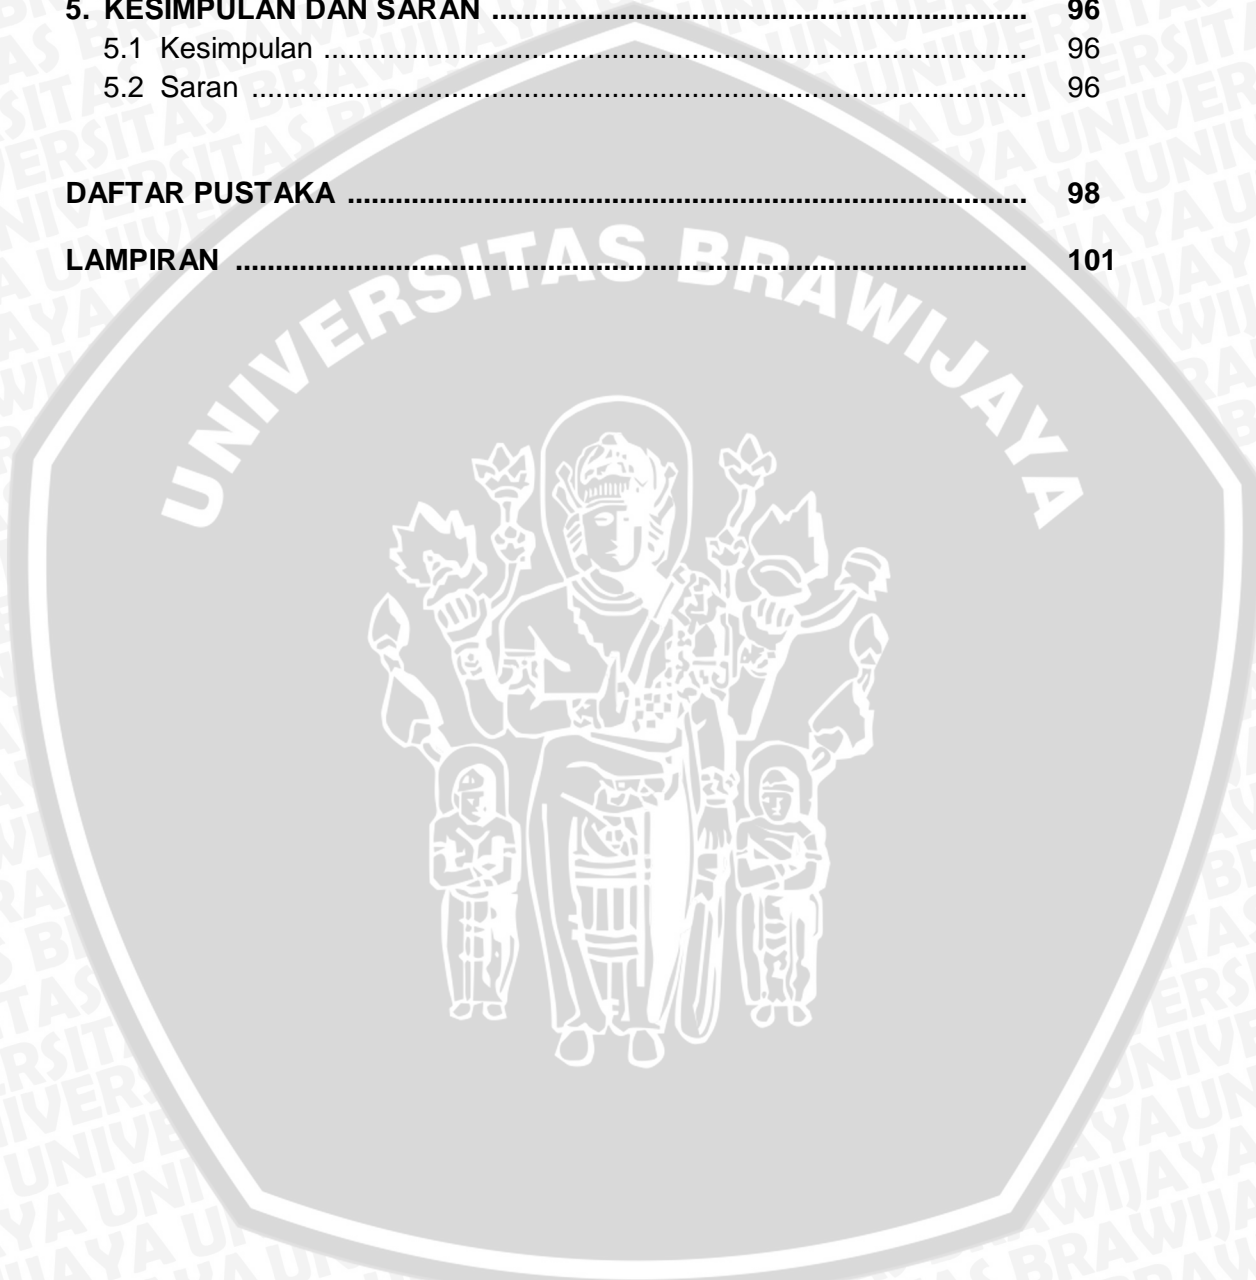 5. KESIMPULAN DAN SARAN .................................................................... 96
5.1 Kesimpulan ......................................................................................... 96
5.2 Saran .................................................................................................. 96
DAFTAR PUSTAKA ..................................................................................... 98
LAMPIRAN ................................................................................................... 101
UNIVERSITAS BRAWIJAYA